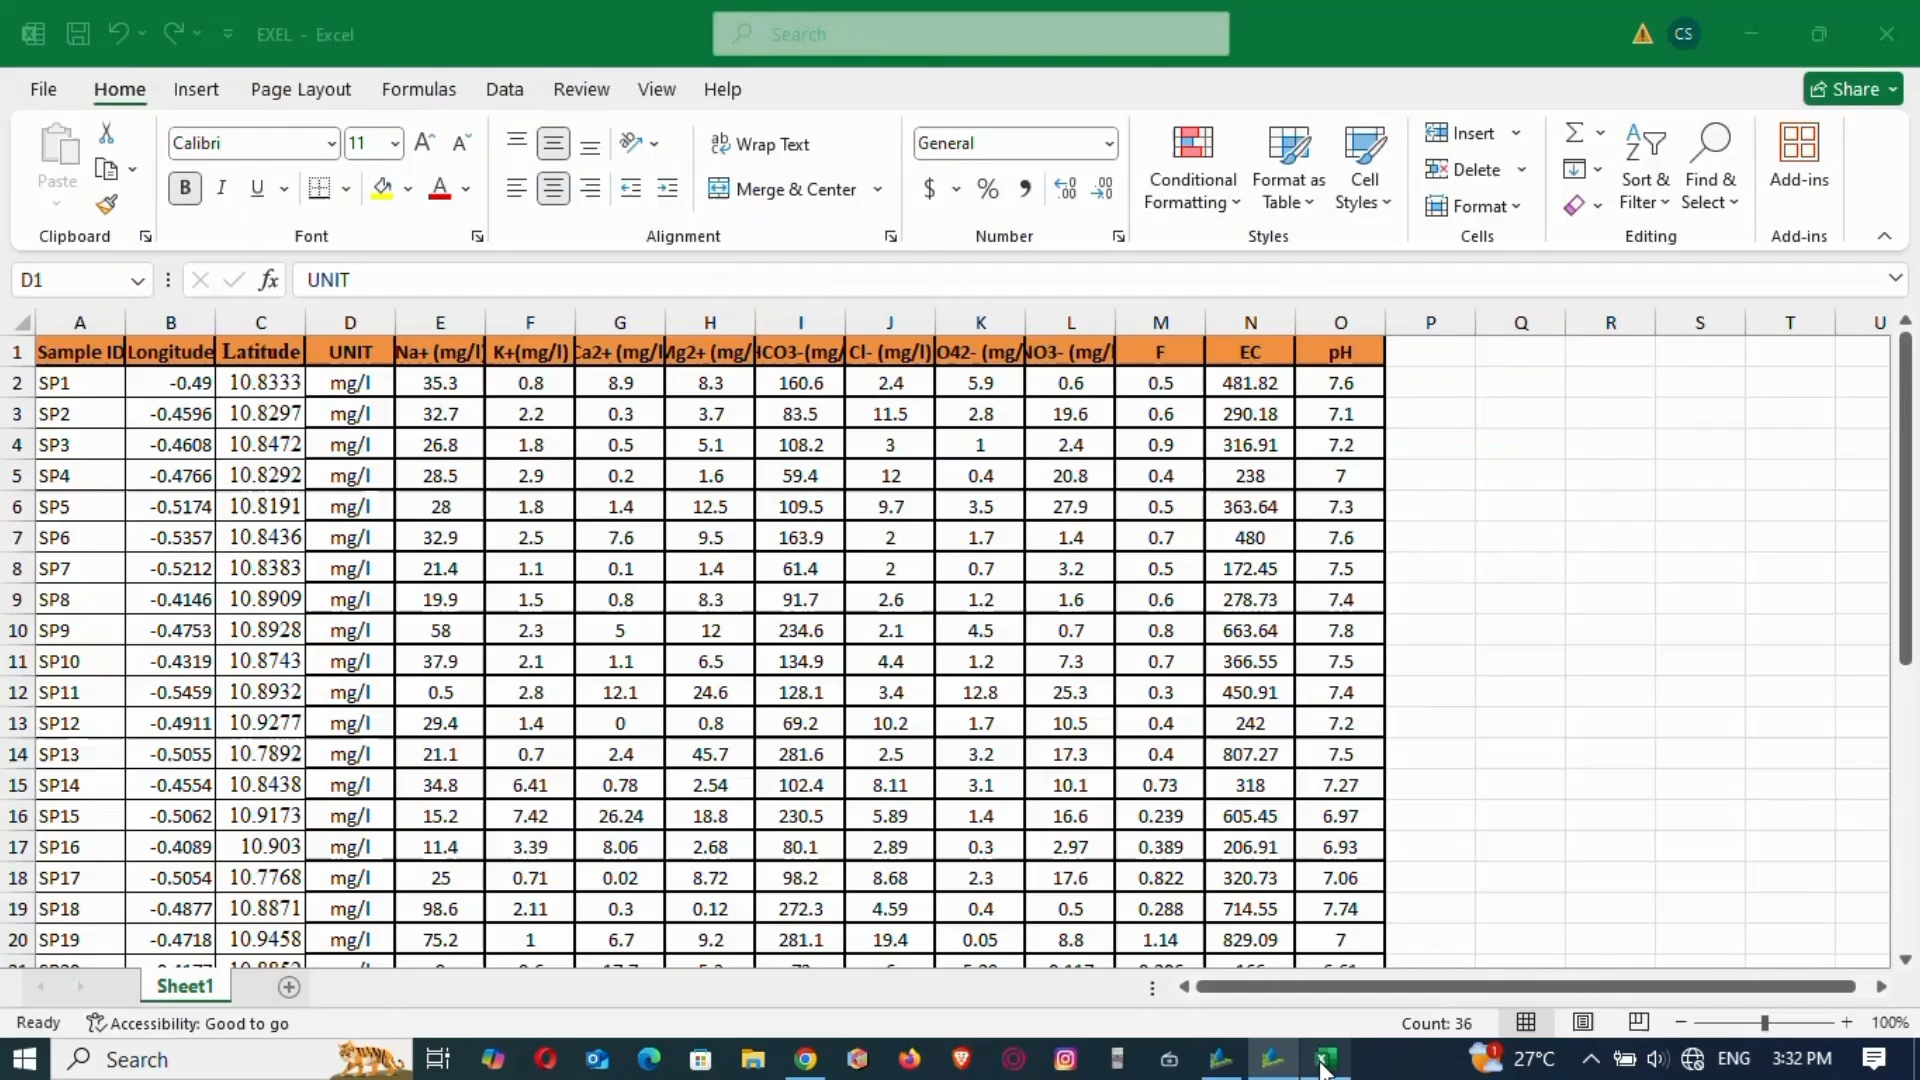 EXEL - Excel
Search
CS
File Home Insert Page Layout Formulas Data Review View Help
Share
Paste
Clipboard
Calibri 11
B I U
Font
Wrap Text
Merge & Center
Alignment
General
$ %
Number
Conditional Formatting
Format as Table
Cell Styles
Styles
Insert
Delete
Format
Cells
Sort & Filter
Find & Select
Editing
Add-ins
Add-ins
D1 fx UNIT
A B C D E F G H I J K L M N O P Q R S T U
1 Sample ID Longitude Latitude UNIT Na+ (mg/l) K+(mg/l) Ca2+ (mg/l Mg2+ (mg/ HCO3-(mg/ Cl- (mg/l) O42- (mg/ NO3- (mg/l F EC pH
2 SP1 -0.49 10.8333 mg/l 35.3 0.8 8.9 8.3 160.6 2.4 5.9 0.6 0.5 481.82 7.6
3 SP2 -0.4596 10.8297 mg/l 32.7 2.2 0.3 3.7 83.5 11.5 2.8 19.6 0.6 290.18 7.1
4 SP3 -0.4608 10.8472 mg/l 26.8 1.8 0.5 5.1 108.2 3 1 2.4 0.9 316.91 7.2
5 SP4 -0.4766 10.8292 mg/l 28.5 2.9 0.2 1.6 59.4 12 0.4 20.8 0.4 238 7
6 SP5 -0.5174 10.8191 mg/l 28 1.8 1.4 12.5 109.5 9.7 3.5 27.9 0.5 363.64 7.3
7 SP6 -0.5357 10.8436 mg/l 32.9 2.5 7.6 9.5 163.9 2 1.7 1.4 0.7 480 7.6
8 SP7 -0.5212 10.8383 mg/l 21.4 1.1 0.1 1.4 61.4 2 0.7 3.2 0.5 172.45 7.5
9 SP8 -0.4146 10.8909 mg/l 19.9 1.5 0.8 8.3 91.7 2.6 1.2 1.6 0.6 278.73 7.4
10 SP9 -0.4753 10.8928 mg/l 58 2.3 5 12 234.6 2.1 4.5 0.7 0.8 663.64 7.8
11 SP10 -0.4319 10.8743 mg/l 37.9 2.1 1.1 6.5 134.9 4.4 1.2 7.3 0.7 366.55 7.5
12 SP11 -0.5459 10.8932 mg/l 0.5 2.8 12.1 24.6 128.1 3.4 12.8 25.3 0.3 450.91 7.4
13 SP12 -0.4911 10.9277 mg/l 29.4 1.4 0 0.8 69.2 10.2 1.7 10.5 0.4 242 7.2
14 SP13 -0.5055 10.7892 mg/l 21.1 0.7 2.4 45.7 281.6 2.5 3.2 17.3 0.4 807.27 7.5
15 SP14 -0.4554 10.8438 mg/l 34.8 6.41 0.78 2.54 102.4 8.11 3.1 10.1 0.73 318 7.27
16 SP15 -0.5062 10.9173 mg/l 15.2 7.42 26.24 18.8 230.5 5.89 1.4 16.6 0.239 605.45 6.97
17 SP16 -0.4089 10.903 mg/l 11.4 3.39 8.06 2.68 80.1 2.89 0.3 2.97 0.389 206.91 6.93
18 SP17 -0.5054 10.7768 mg/l 25 0.71 0.02 8.72 98.2 8.68 2.3 17.6 0.822 320.73 7.06
19 SP18 -0.4877 10.8871 mg/l 98.6 2.11 0.3 0.12 272.3 4.59 0.4 0.5 0.288 714.55 7.74
20 SP19 -0.4718 10.9458 mg/l 75.2 1 6.7 9.2 281.1 19.4 0.05 8.8 1.14 829.09 7
Sheet1
Ready Accessibility: Good to go Count: 36 100%
Search 27°C ENG 3:32 PM